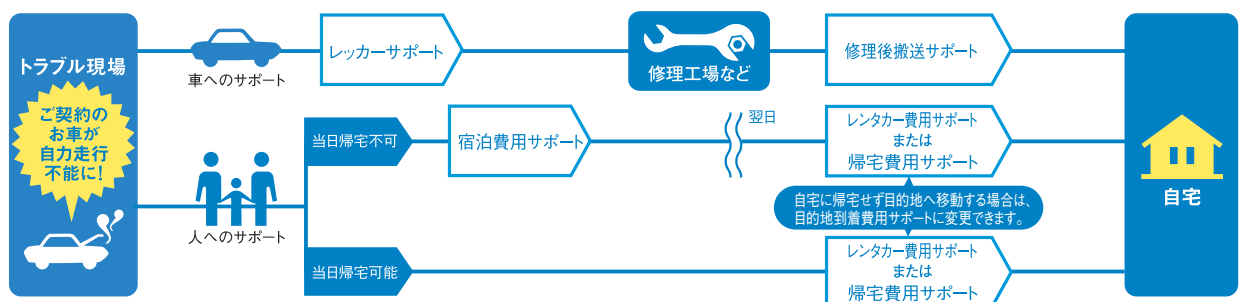 トラブル現場
ご契約の
お車が
自力走行
不能に!
車へのサポート
レッカーサポート
修理工場など
修理後搬送サポート
人へのサポート
当日帰宅不可
宿泊費用サポート
翌日
レンタカー費用サポート
または
帰宅費用サポート
自宅に帰宅せず目的地へ移動する場合は、
目的地到着費用サポートに変更できます。
当日帰宅可能
レンタカー費用サポート
または
帰宅費用サポート
自宅